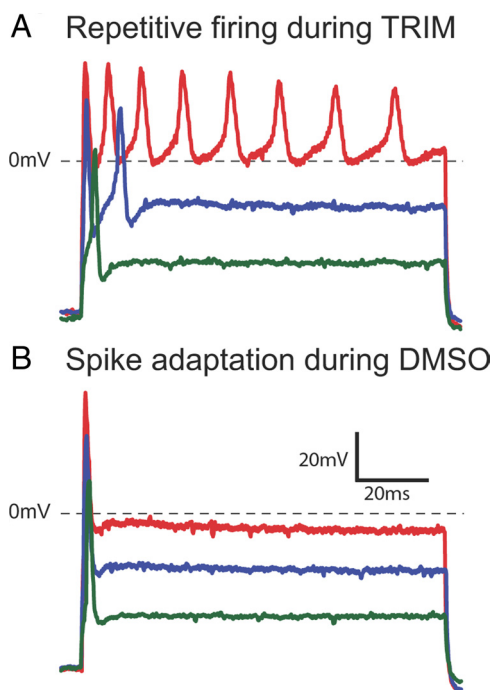 A Repetitive firing during TRIM
0mV
B Spike adaptation during DMSO
20mV
20ms
0mV